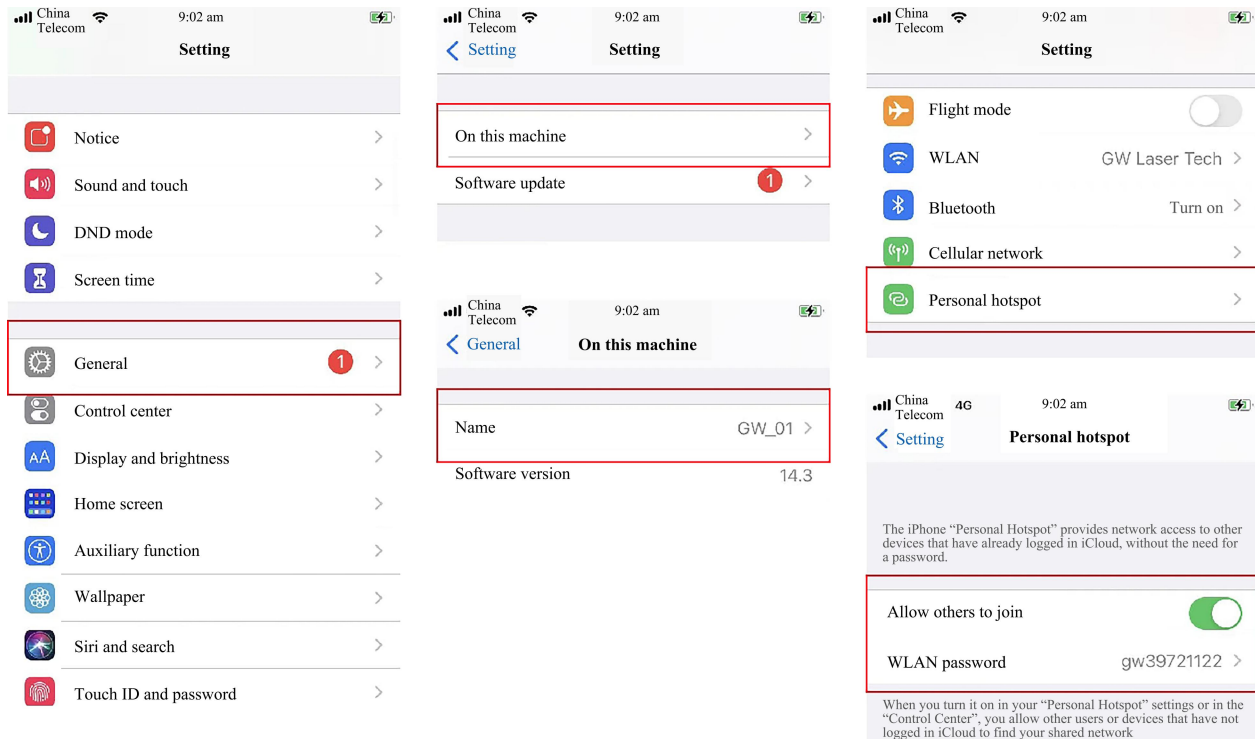 China
Telecom
9:02 am
Setting
Notice
Sound and touch
DND mode
Screen time
General
1
Control center
AA
Display and brightness
Home screen
Auxiliary function
Wallpaper
Siri and search
Touch ID and password
China
Telecom
9:02 am
Setting
Setting
On this machine
Software update
1
China
Telecom
9:02 am
General
On this machine
Name
GW_01
Software version
14.3
China
Telecom
9:02 am
Setting
Flight mode
WLAN
GW Laser Tech
Bluetooth
Turn on
Cellular network
Personal hotspot
China
Telecom
4G
9:02 am
Setting
Personal hotspot
The iPhone “Personal Hotspot” provides network access to other
devices that have already logged in iCloud, without the need for
a password.
Allow others to join
WLAN password
gw39721122
When you turn it on in your “Personal Hotspot” settings or in the
“Control Center”, you allow other users or devices that have not
logged in iCloud to find your shared network